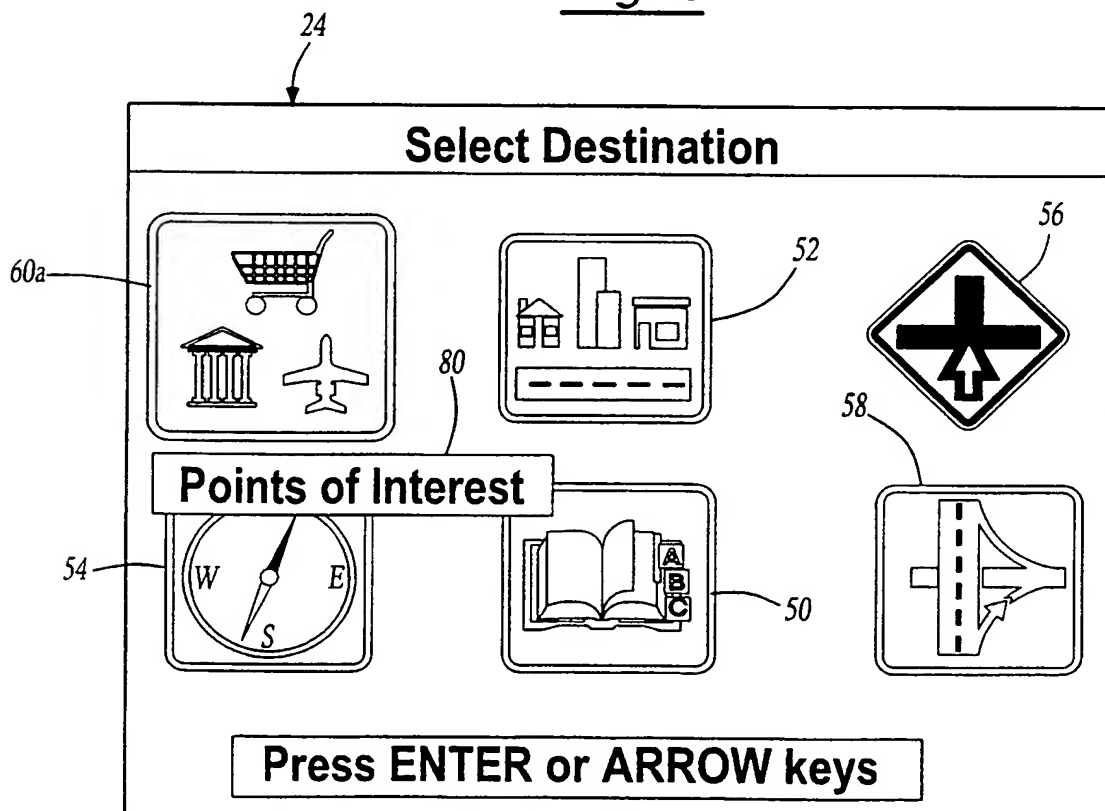 24
Select Destination
56
52
60a
80
58
Points of Interest
54
W
E
S
A
B
C
50
Press ENTER or ARROW keys